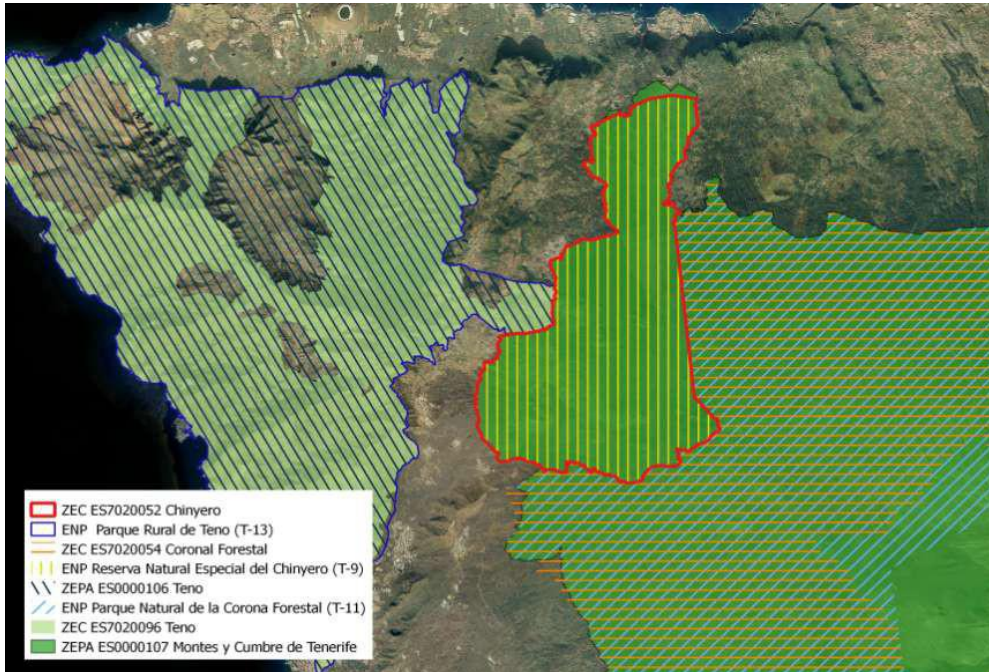 ZEC ES7020052 Chinyero
ENP Parque Rural de Teno (T-13)
ZEC ES7020054 Coronal Forestal
ENP Reserva Natural Especial del Chinyero (T-9)
ZEPA ES0000106 Teno
ENP Parque Natural de la Corona Forestal (T-11)
ZEC ES7020096 Teno
ZEPA ES0000107 Montes y Cumbre de Tenerife